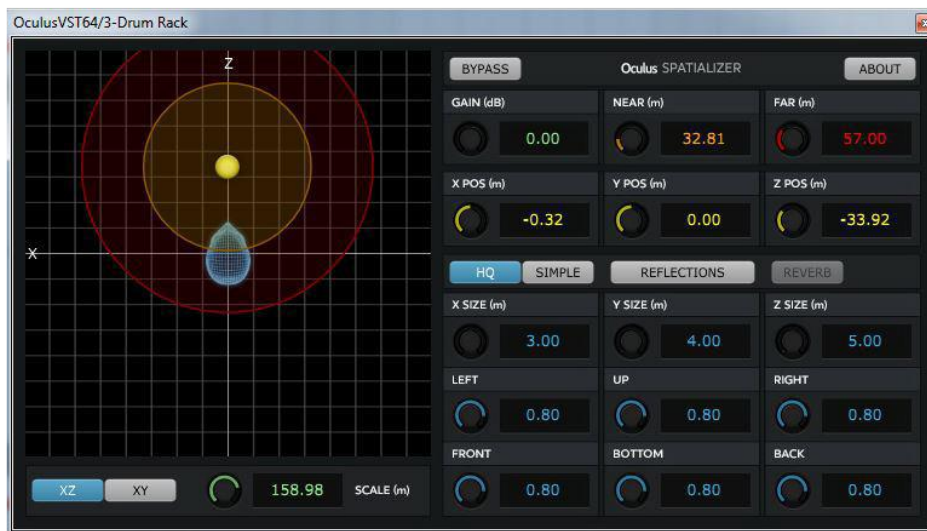 OculusVST64/3-Drum Rack
Z
X
BYPASS
Oculus SPATIALIZER
ABOUT
GAIN (dB)
NEAR (m)
FAR (m)
0.00
32.81
57.00
X POS (m)
Y POS (m)
Z POS (m)
-0.32
0.00
-33.92
HQ
SIMPLE
REFLECTIONS
REVERB
X SIZE (m)
Y SIZE (m)
Z SIZE (m)
3.00
4.00
5.00
LEFT
UP
RIGHT
0.80
0.80
0.80
FRONT
BOTTOM
BACK
0.80
0.80
0.80
XZ
XY
158.98
SCALE (m)